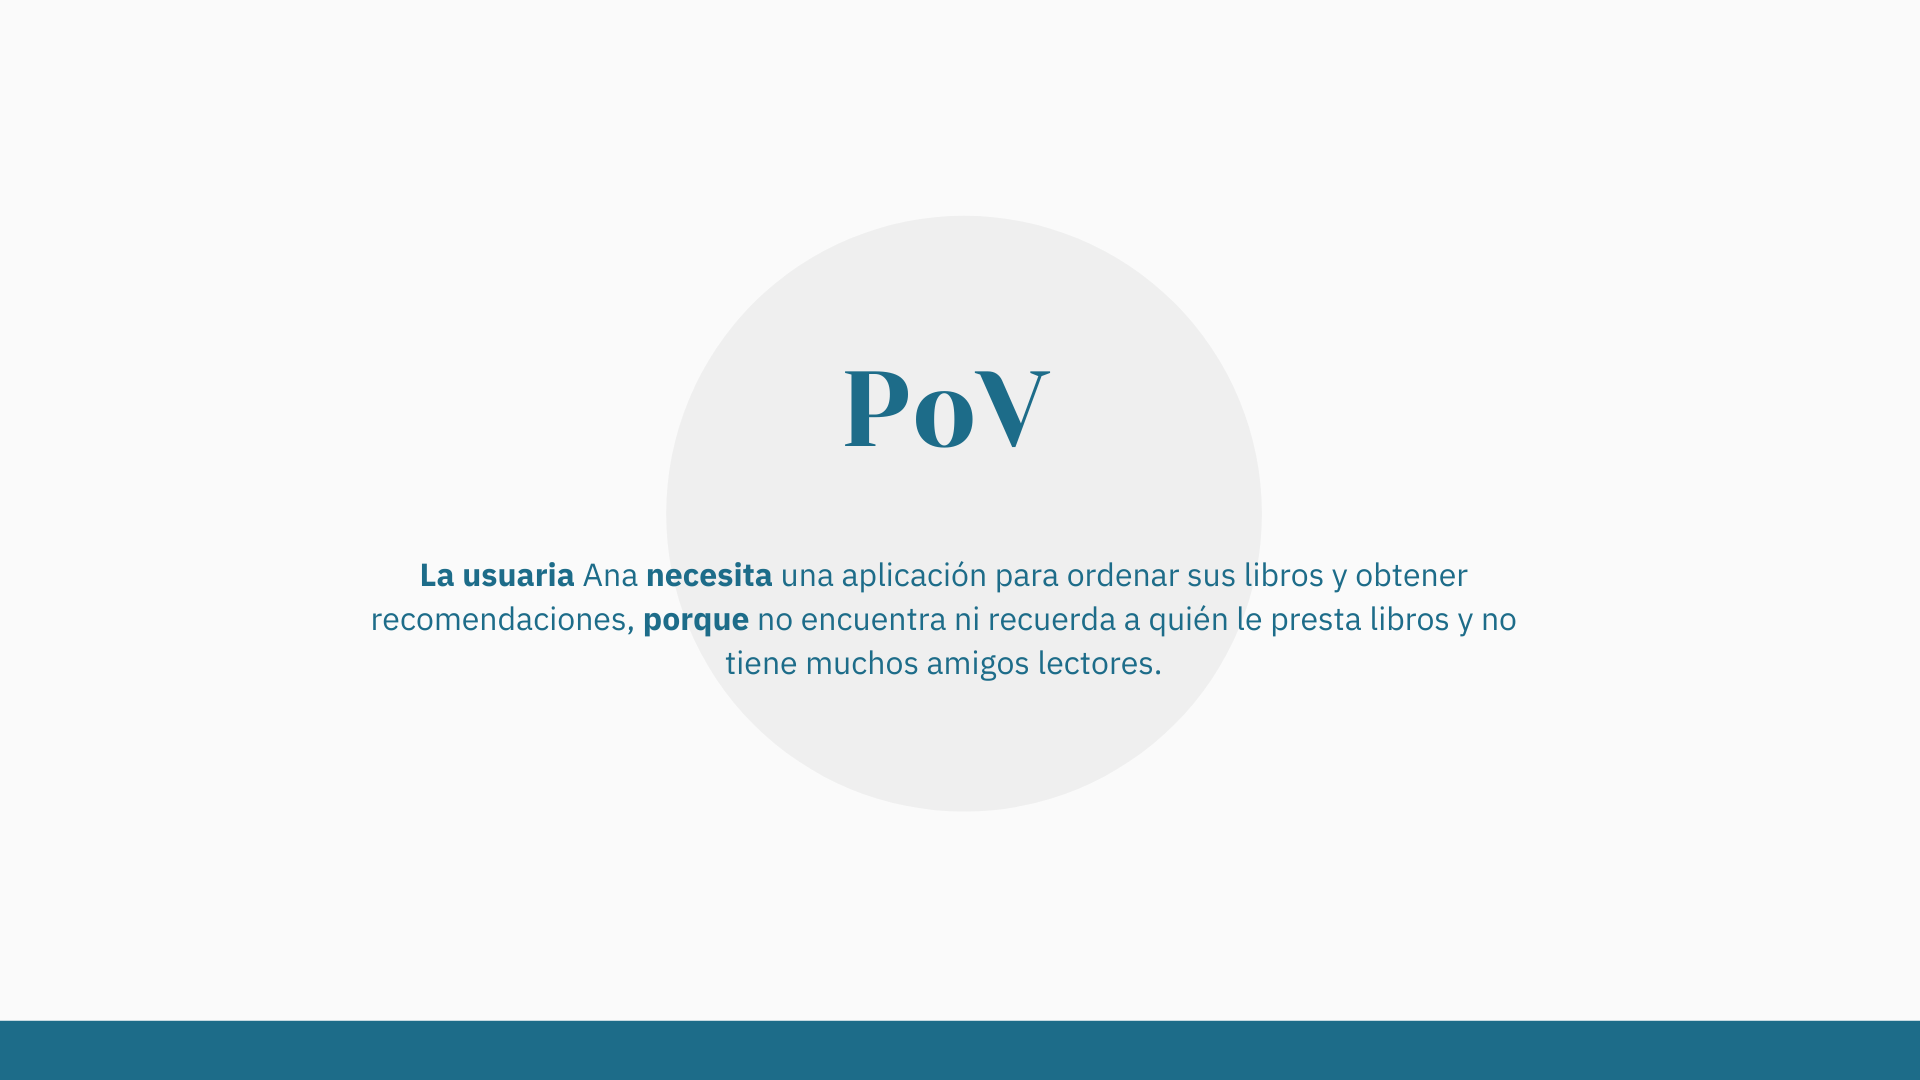 PoV
La usuaria Ana necesita una aplicación para ordenar sus libros y obtener
recomendaciones, porque no encuentra ni recuerda a quién le presta libros y no
tiene muchos amigos lectores.